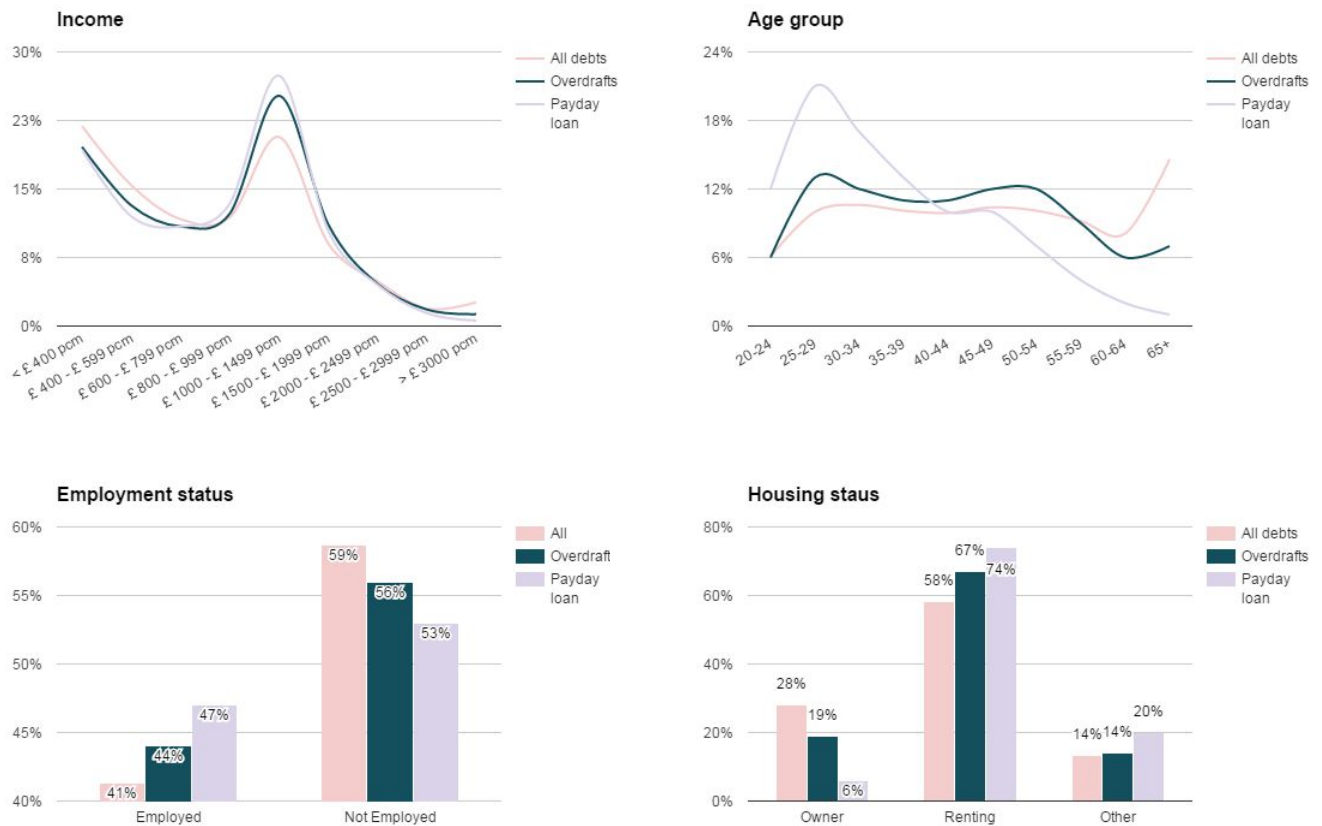 Income
30%
23%
15%
8%
0%
< £ 400 pcm
£ 400 - £ 599 pcm
£ 600 - £ 799 pcm
£ 800 - £ 999 pcm
£ 1000 - £ 1499 pcm
£ 1500 - £ 1999 pcm
£ 2000 - £ 2499 pcm
£ 2500 - £ 2999 pcm
> £ 3000 pcm
All debts
Overdrafts
Payday
loan
Age group
24%
18%
12%
6%
0%
20-24
25-29
30-34
35-39
40-44
45-49
50-54
55-59
60-64
65+
All debts
Overdrafts
Payday
loan
Employment status
60%
55%
50%
45%
40%
41%
44%
47%
59%
56%
53%
Employed
Not Employed
All
Overdraft
Payday
loan
Housing staus
80%
60%
40%
20%
0%
28%
19%
6%
58%
67%
74%
14%
14%
20%
Owner
Renting
Other
All debts
Overdrafts
Payday
loan